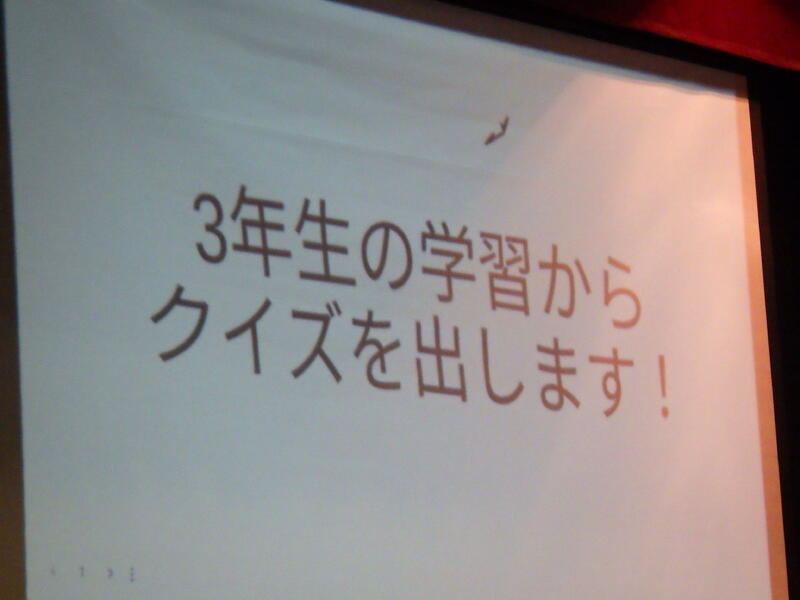 3年生の学習から
クイズを出します！